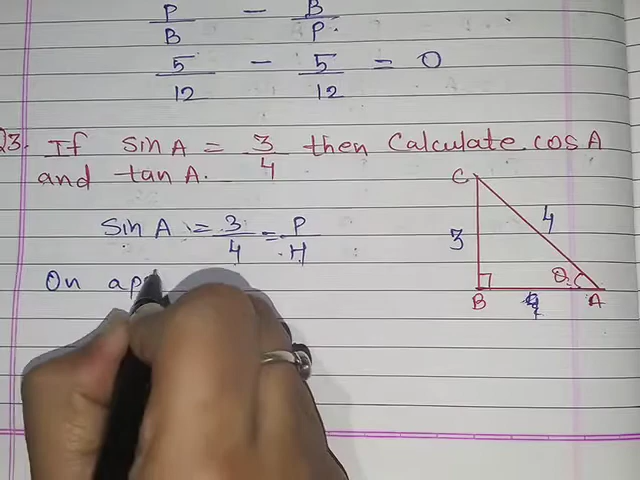 P/B - B/P.
5/12 - 5/12 = 0
Q3. If sin A = 3/4 then Calculate cos A
and tan A.
C
3
4
θ
B
A
Sin A = 3/4 = P/H
On app